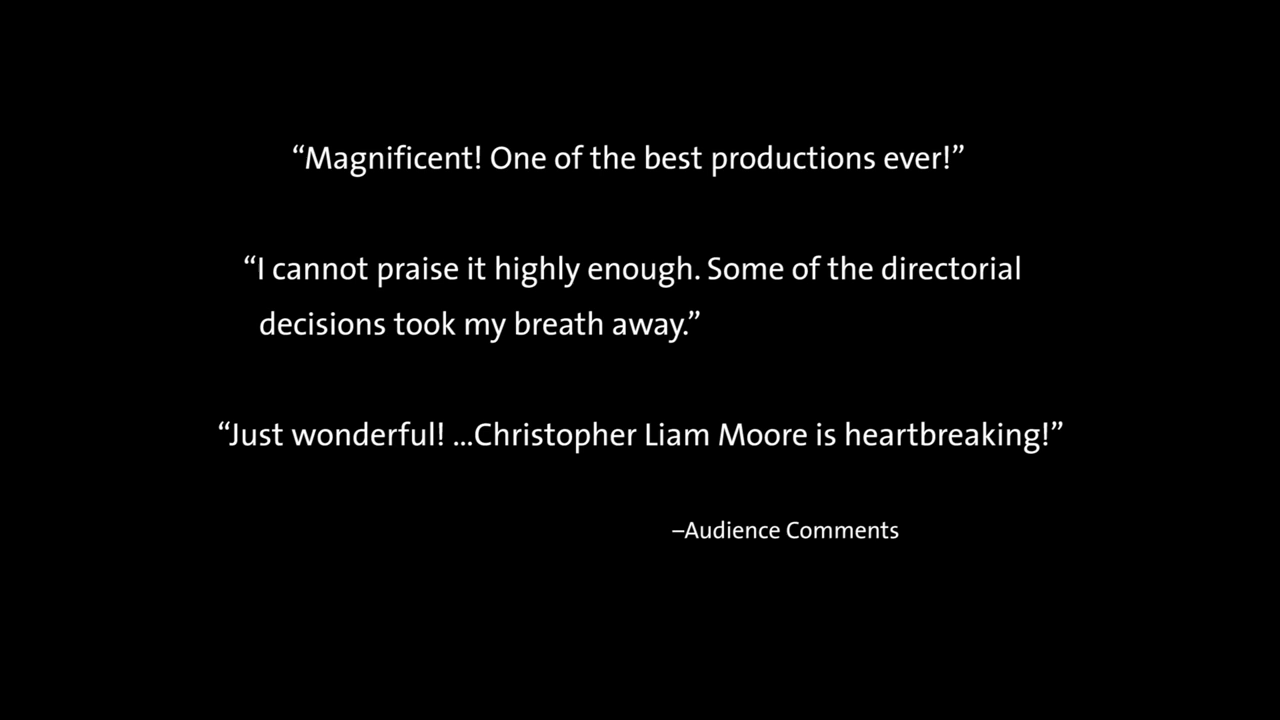 “Magnificent! One of the best productions ever!”
“I cannot praise it highly enough. Some of the directorial
decisions took my breath away.”
“Just wonderful! ...Christopher Liam Moore is heartbreaking!”
–Audience Comments